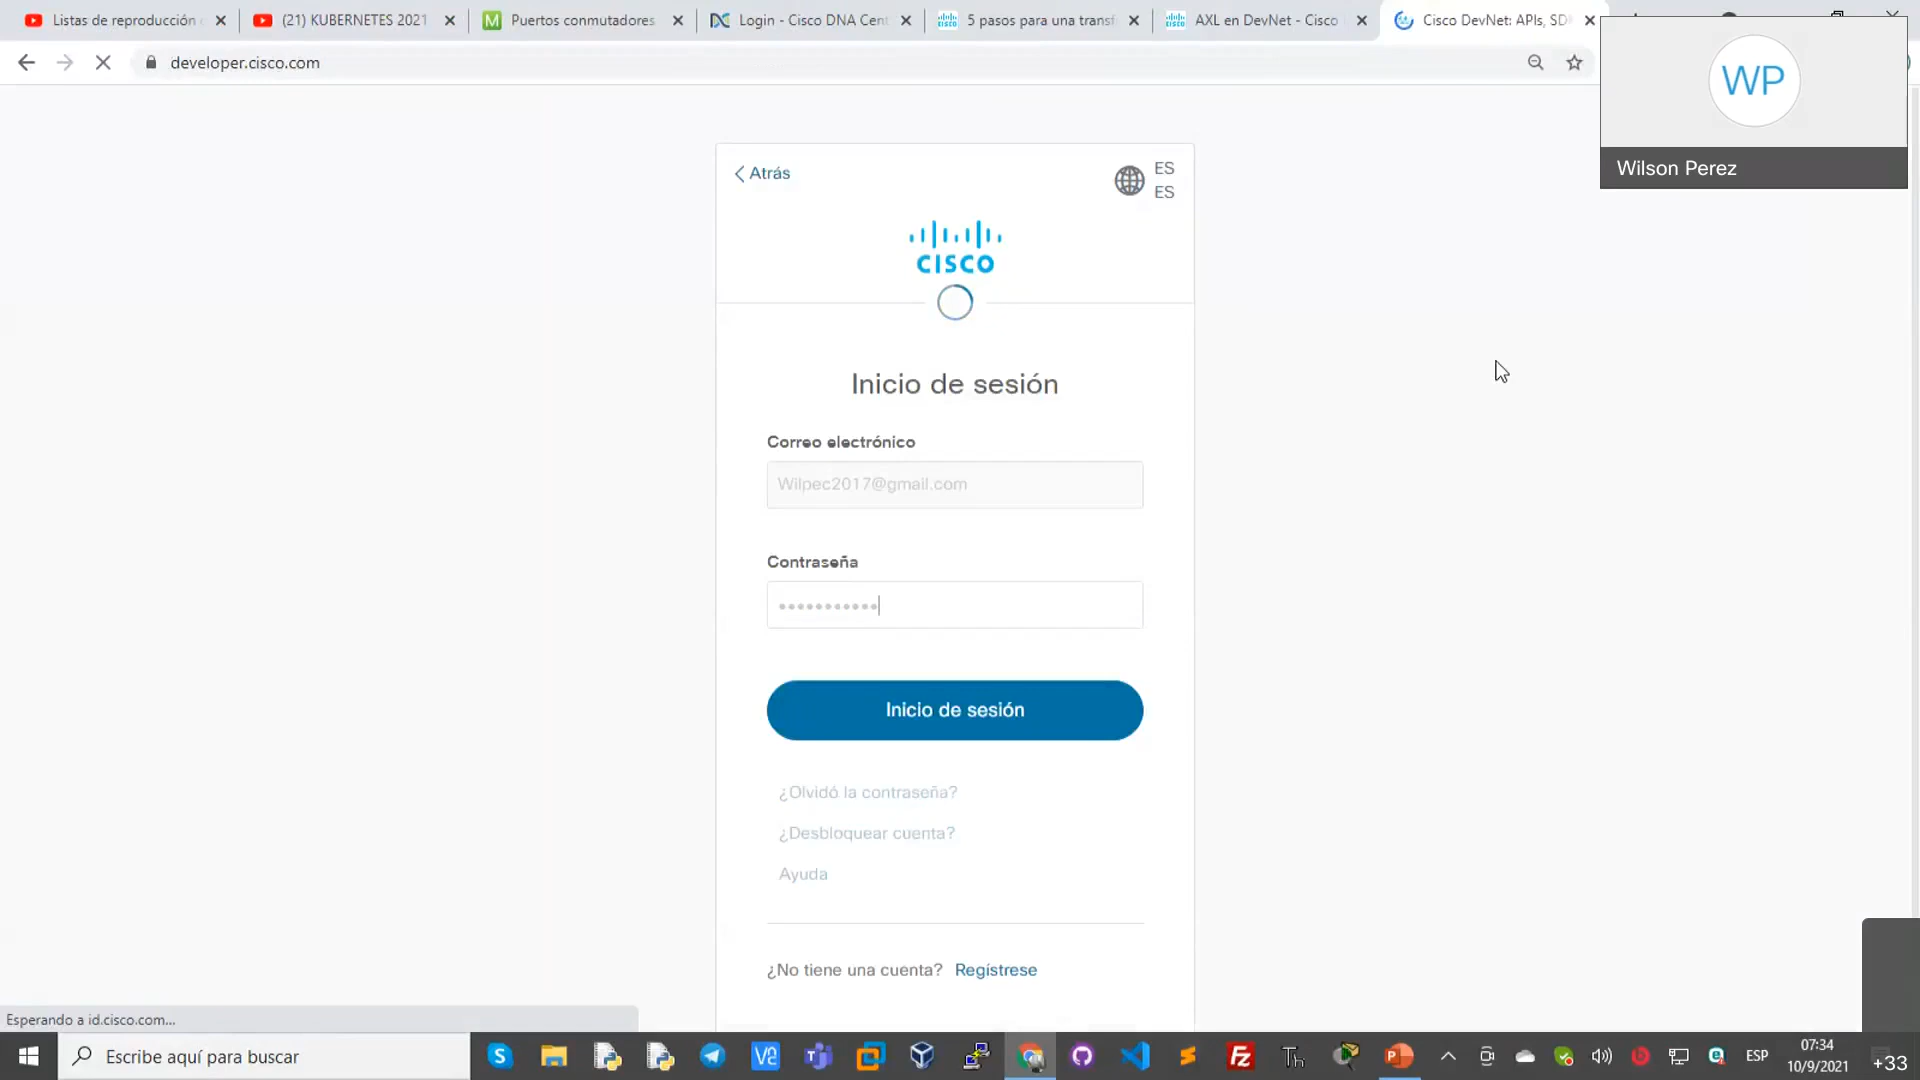 Listas de reproducción
(21) KUBERNETES 2021
M Puertos conmutadores
Login - Cisco DNA Cent
5 pasos para una transf
AXL en DevNet - Cisco
Cisco DevNet: APIs, SD
developer.cisco.com
WP
Wilson Perez
Atrás
ES
ES
CISCO
Inicio de sesión
Correo electrónico
Wilpec2017@gmail.com
Contraseña
Inicio de sesión
¿Olvidó la contraseña?
¿Desbloquear cuenta?
Ayuda
¿No tiene una cuenta? Regístrese
Esperando a id.cisco.com...
Escribe aquí para buscar
ESP
07:34
10/9/2021
+33